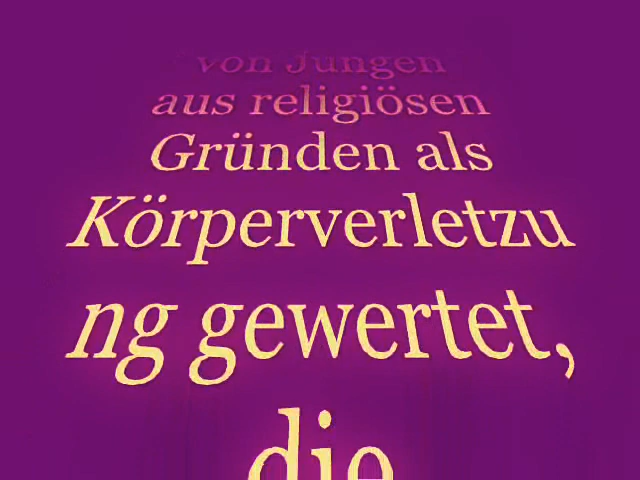 von Jungen
aus religiösen
Gründen als
Körperverletzu
ng gewertet,
die